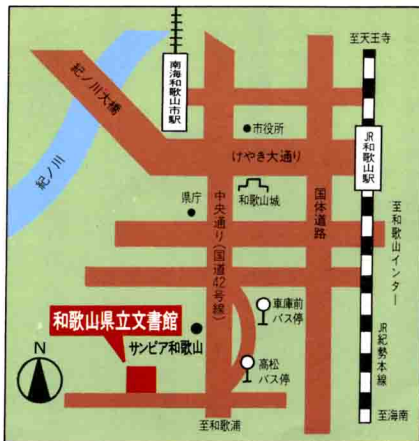 至天王寺
南海和歌山市駅
紀ノ川大橋
紀ノ川
市役所
けやき大通り
JR和歌山駅
県庁
和歌山城
中央通り(国道42号線)
国体道路
至和歌山インター
和歌山県立文書館
サンピア和歌山
車庫前
バス停
高松
バス停
JR紀勢本線
N
至和歌浦
至海南